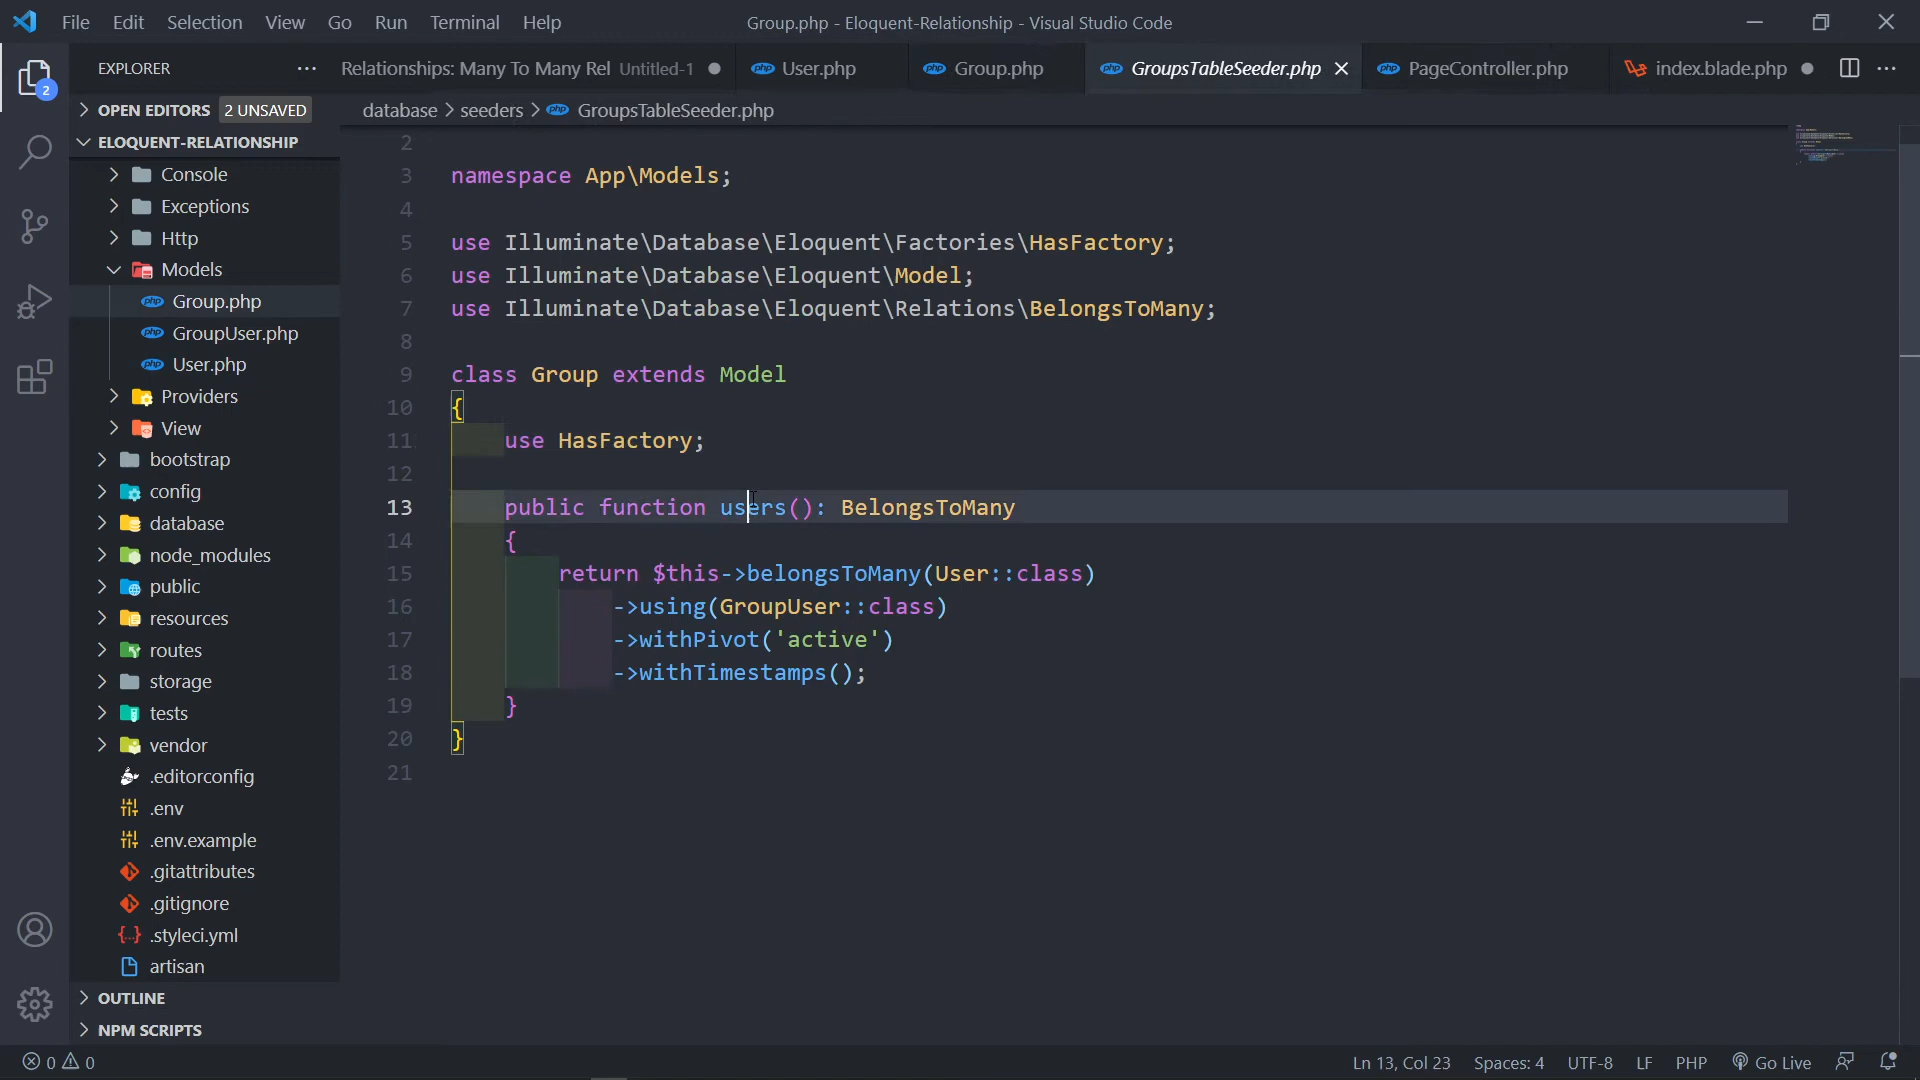 File Edit Selection View Go Run Terminal Help
Group.php - Eloquent-Relationship - Visual Studio Code
EXPLORER
Relationships: Many To Many Rel Untitled-1
User.php
Group.php
GroupsTableSeeder.php
PageController.php
index.blade.php
2
OPEN EDITORS 2 UNSAVED
database > seeders > GroupsTableSeeder.php
ELOQUENT-RELATIONSHIP
Console
Exceptions
Http
Models
Group.php
GroupUser.php
User.php
Providers
View
bootstrap
config
database
node_modules
public
resources
routes
storage
tests
vendor
.editorconfig
.env
.env.example
.gitattributes
.gitignore
.styleci.yml
artisan
OUTLINE
NPM SCRIPTS
2
3 namespace App\Models;
4
5 use Illuminate\Database\Eloquent\Factories\HasFactory;
6 use Illuminate\Database\Eloquent\Model;
7 use Illuminate\Database\Eloquent\Relations\BelongsToMany;
8
9 class Group extends Model
10 {
11 use HasFactory;
12
13 public function users(): BelongsToMany
14 {
15 return $this->belongsToMany(User::class)
16 ->using(GroupUser::class)
17 ->withPivot('active')
18 ->withTimestamps();
19 }
20 }
21
0 0
Ln 13, Col 23 Spaces: 4 UTF-8 LF PHP Go Live